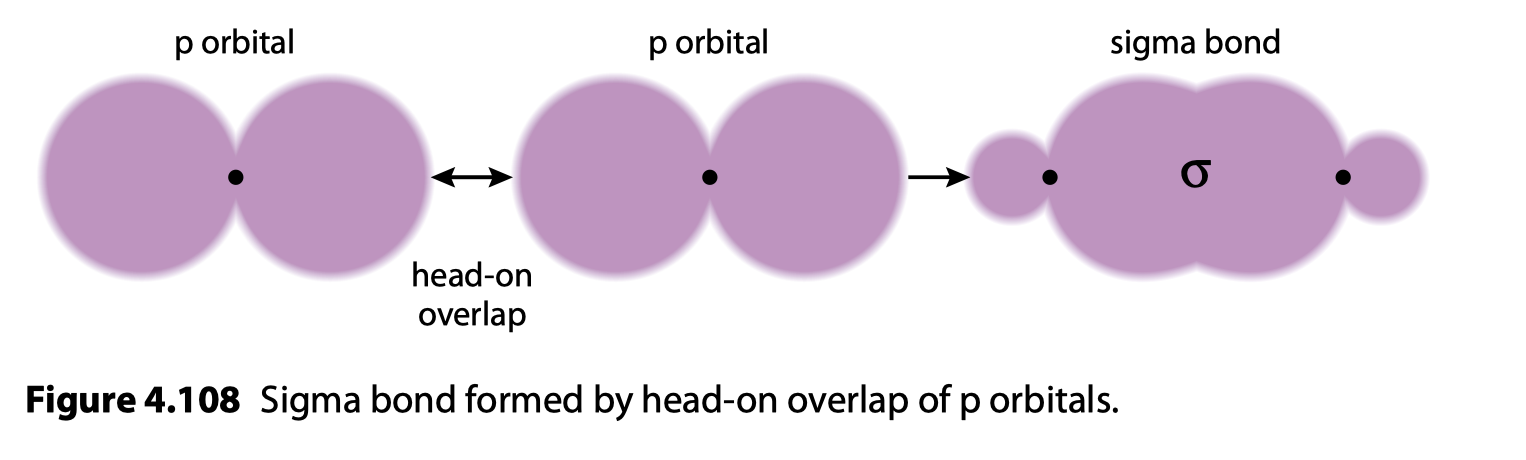 p orbital
p orbital
sigma bond
σ
head-on
overlap
Figure 4.108 Sigma bond formed by head-on overlap of p orbitals.